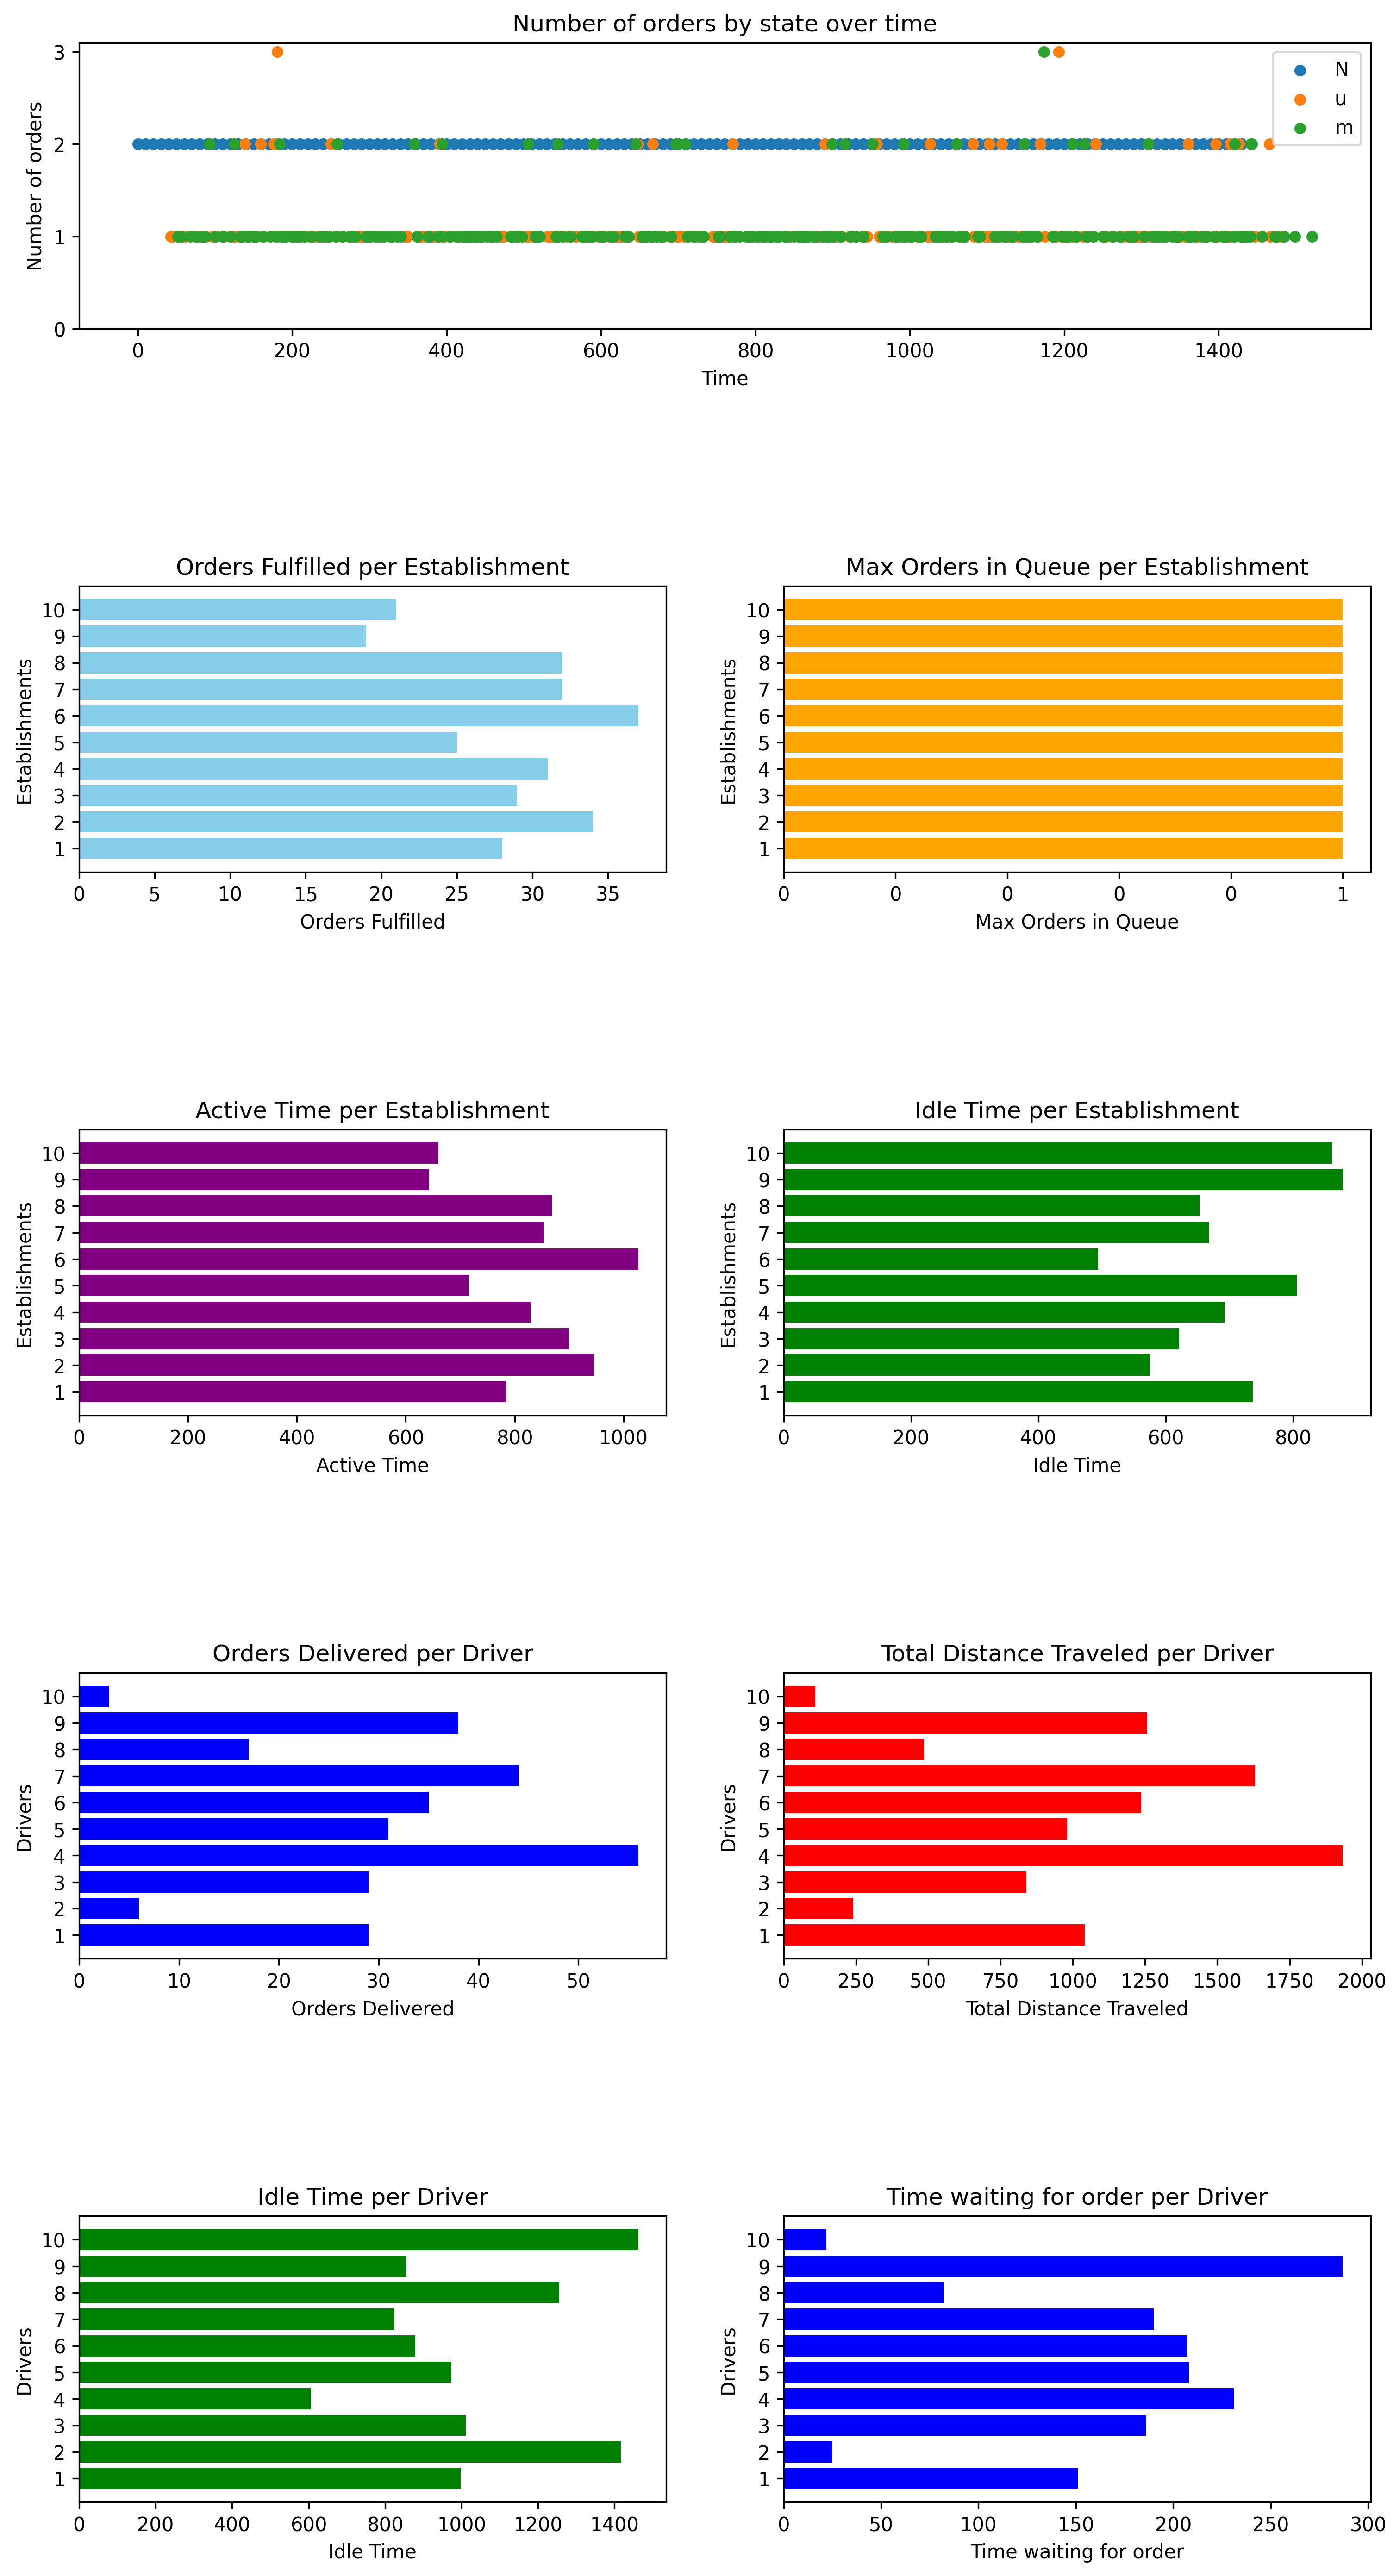 Number of orders by state over time
Number of orders
3
2
1
0
N
u
m
0 200 400 600 800 1000 1200 1400
Time
Orders Fulfilled per Establishment
Establishments
10
9
8
7
6
5
4
3
2
1
0 5 10 15 20 25 30 35
Orders Fulfilled
Max Orders in Queue per Establishment
Establishments
10
9
8
7
6
5
4
3
2
1
0 0 0 0 0 1
Max Orders in Queue
Active Time per Establishment
Establishments
10
9
8
7
6
5
4
3
2
1
0 200 400 600 800 1000
Active Time
Idle Time per Establishment
Establishments
10
9
8
7
6
5
4
3
2
1
0 200 400 600 800
Idle Time
Orders Delivered per Driver
Drivers
10
9
8
7
6
5
4
3
2
1
0 10 20 30 40 50
Orders Delivered
Total Distance Traveled per Driver
Drivers
10
9
8
7
6
5
4
3
2
1
0 250 500 750 1000 1250 1500 1750 2000
Total Distance Traveled
Idle Time per Driver
Drivers
10
9
8
7
6
5
4
3
2
1
0 200 400 600 800 1000 1200 1400
Idle Time
Time waiting for order per Driver
Drivers
10
9
8
7
6
5
4
3
2
1
0 50 100 150 200 250 300
Time waiting for order